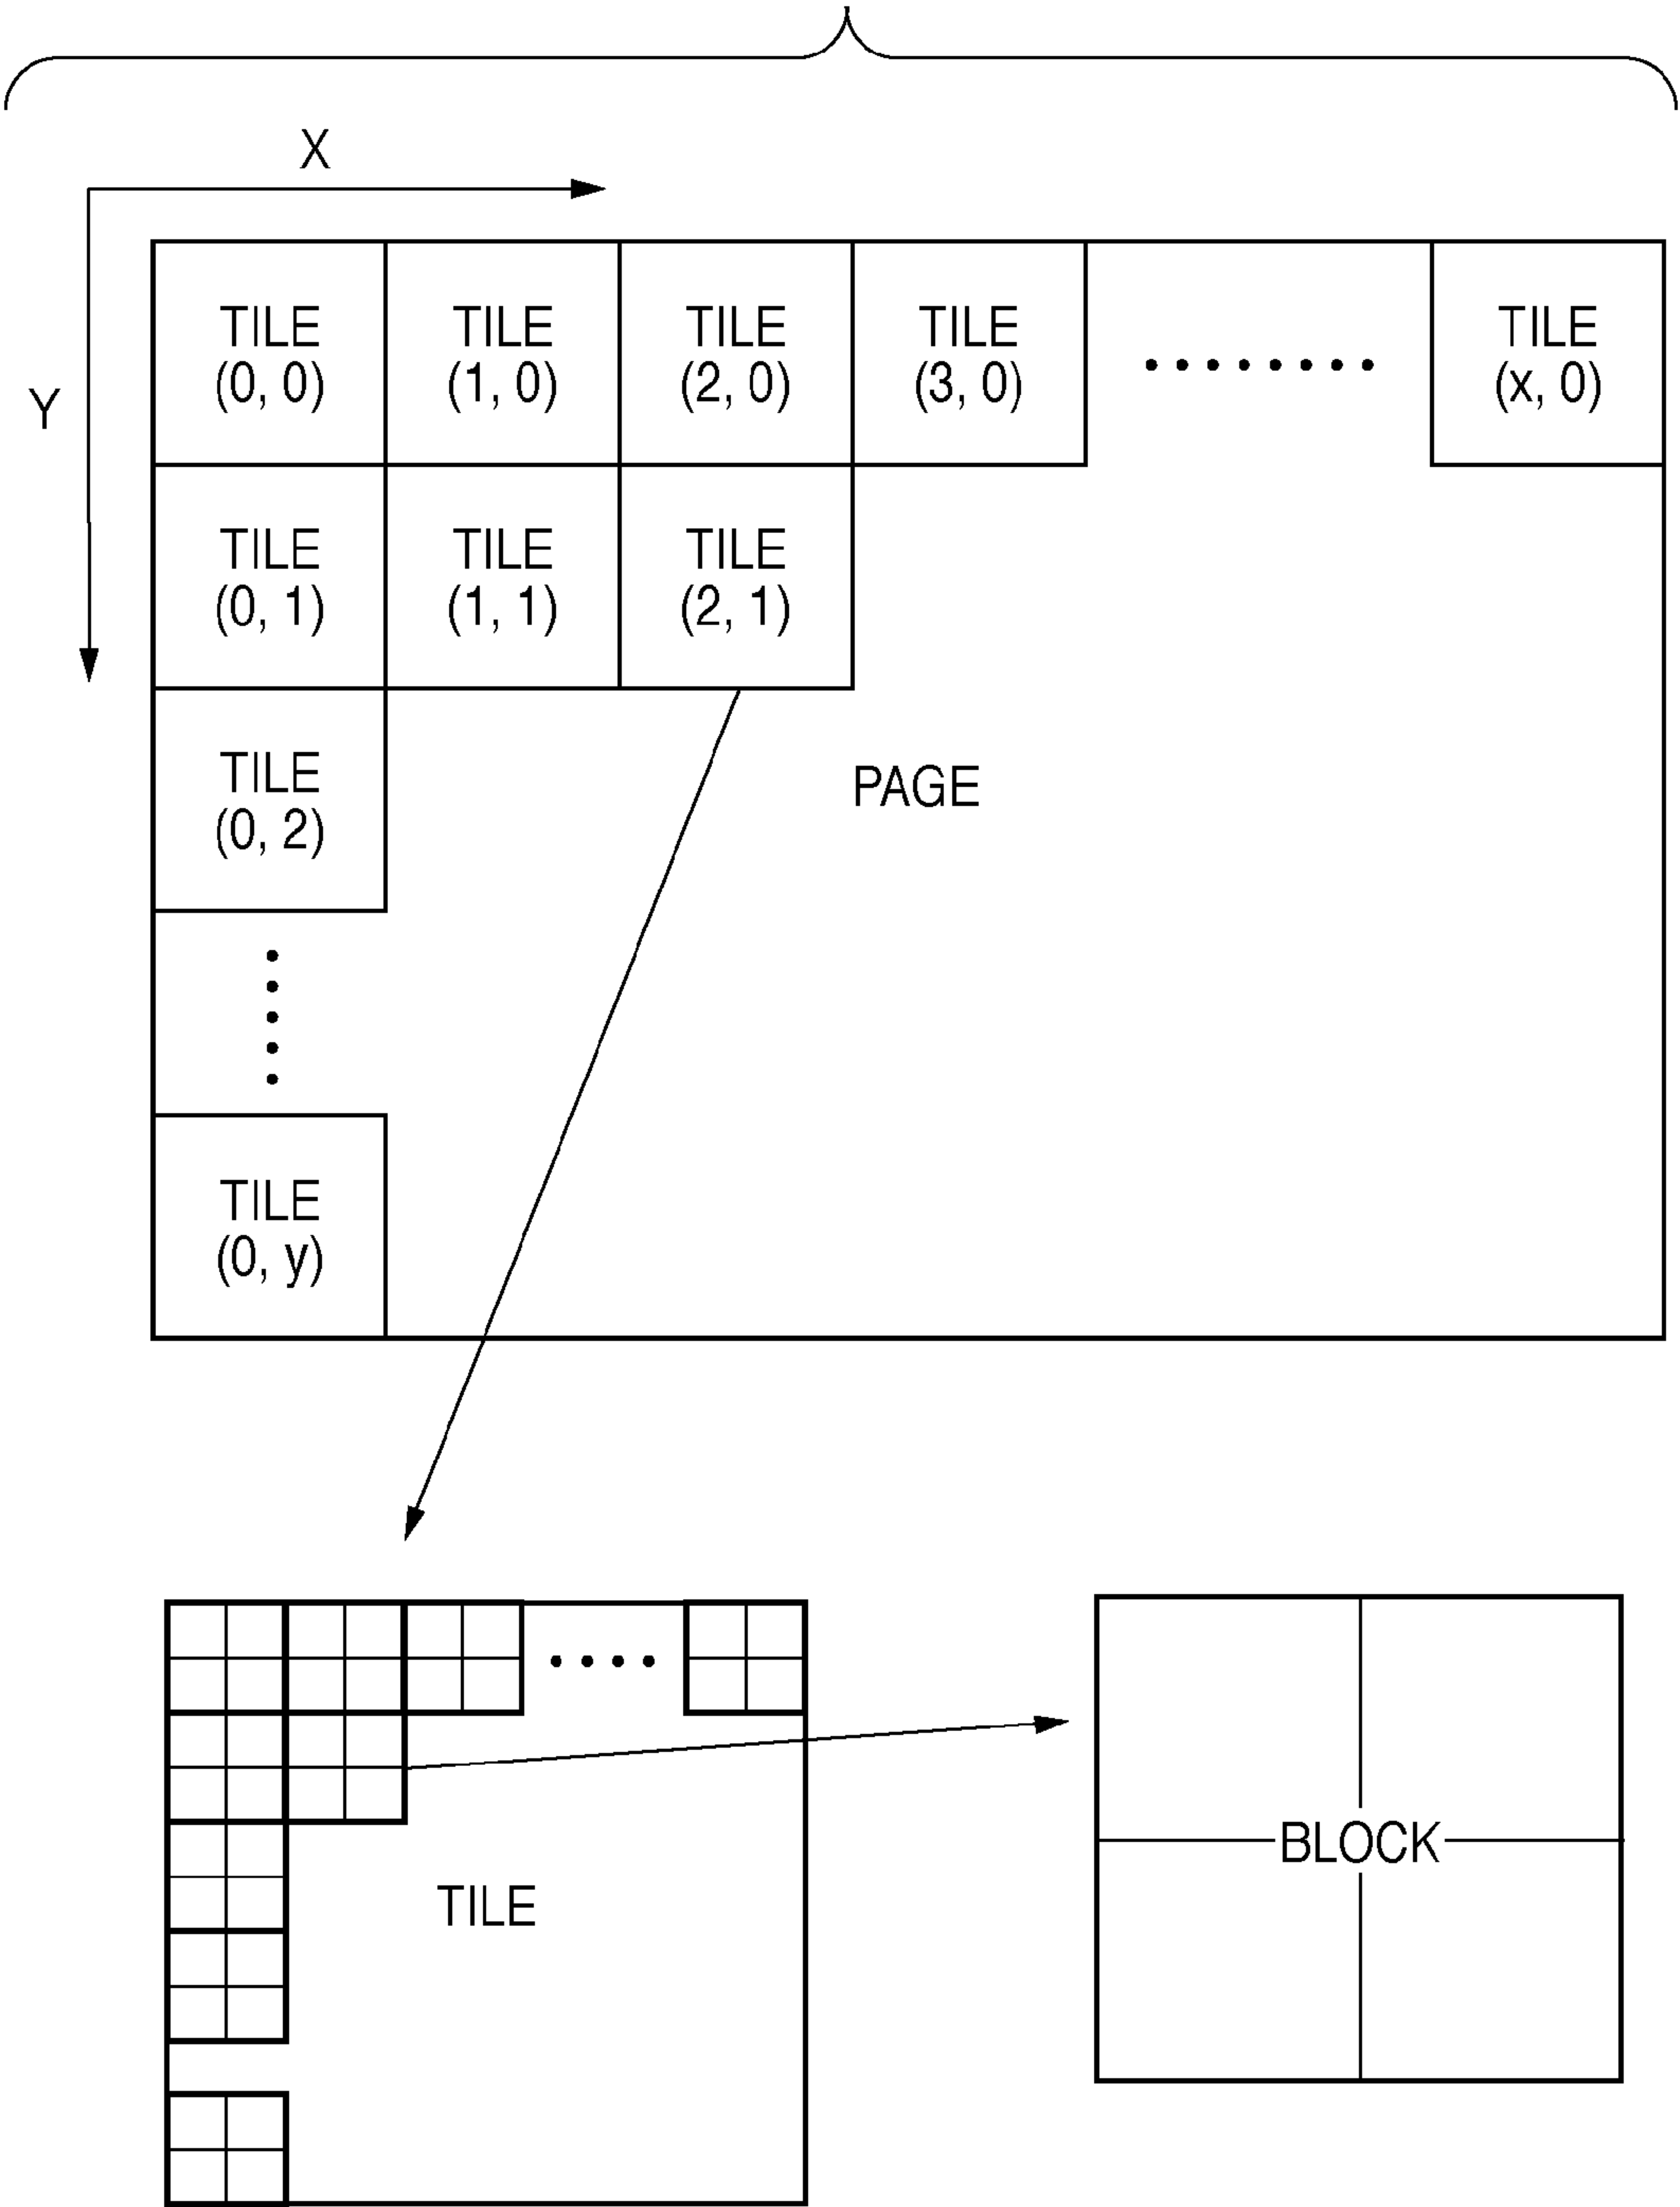 X
Y
TILE
(0, 0)
TILE
(1, 0)
TILE
(2, 0)
TILE
(3, 0)
TILE
(x, 0)
TILE
(0, 1)
TILE
(1, 1)
TILE
(2, 1)
TILE
(0, 2)
PAGE
TILE
(0, y)
TILE
BLOCK